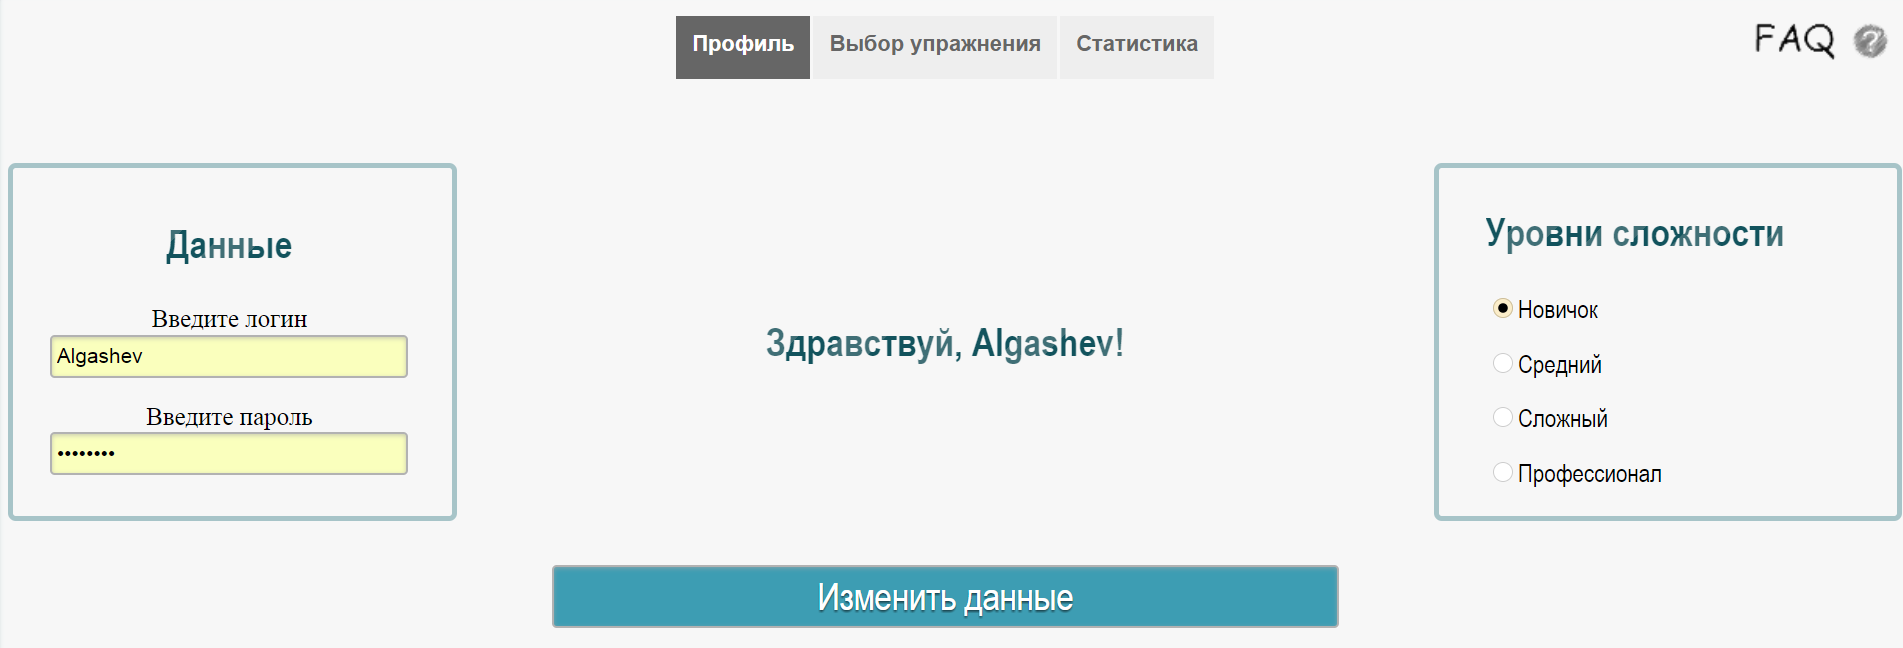 Профиль
Выбор упражнения
Статистика
FAQ ?
Данные
Введите логин
Algashev
Введите пароль
••••••••
Здравствуй, Algashev!
Уровни сложности
Новичок
Средний
Сложный
Профессионал
Изменить данные